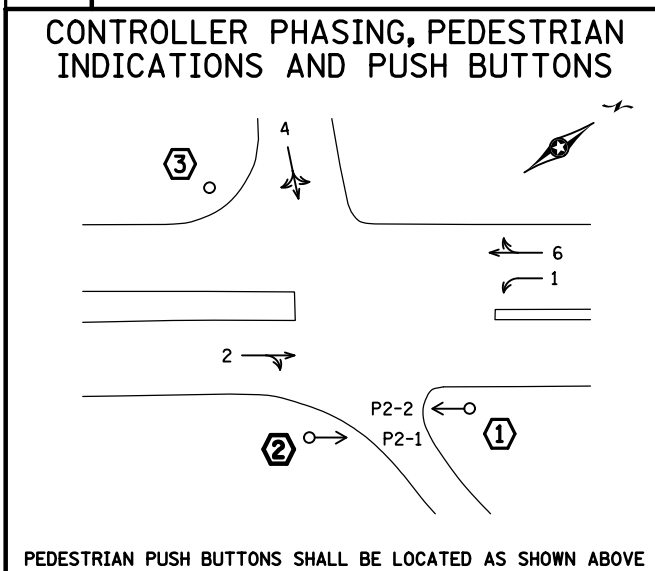 CONTROLLER PHASING, PEDESTRIAN
INDICATIONS AND PUSH BUTTONS
4
3
6
1
2
P2-2
1
2
P2-1
PEDESTRIAN PUSH BUTTONS SHALL BE LOCATED AS SHOWN ABOVE